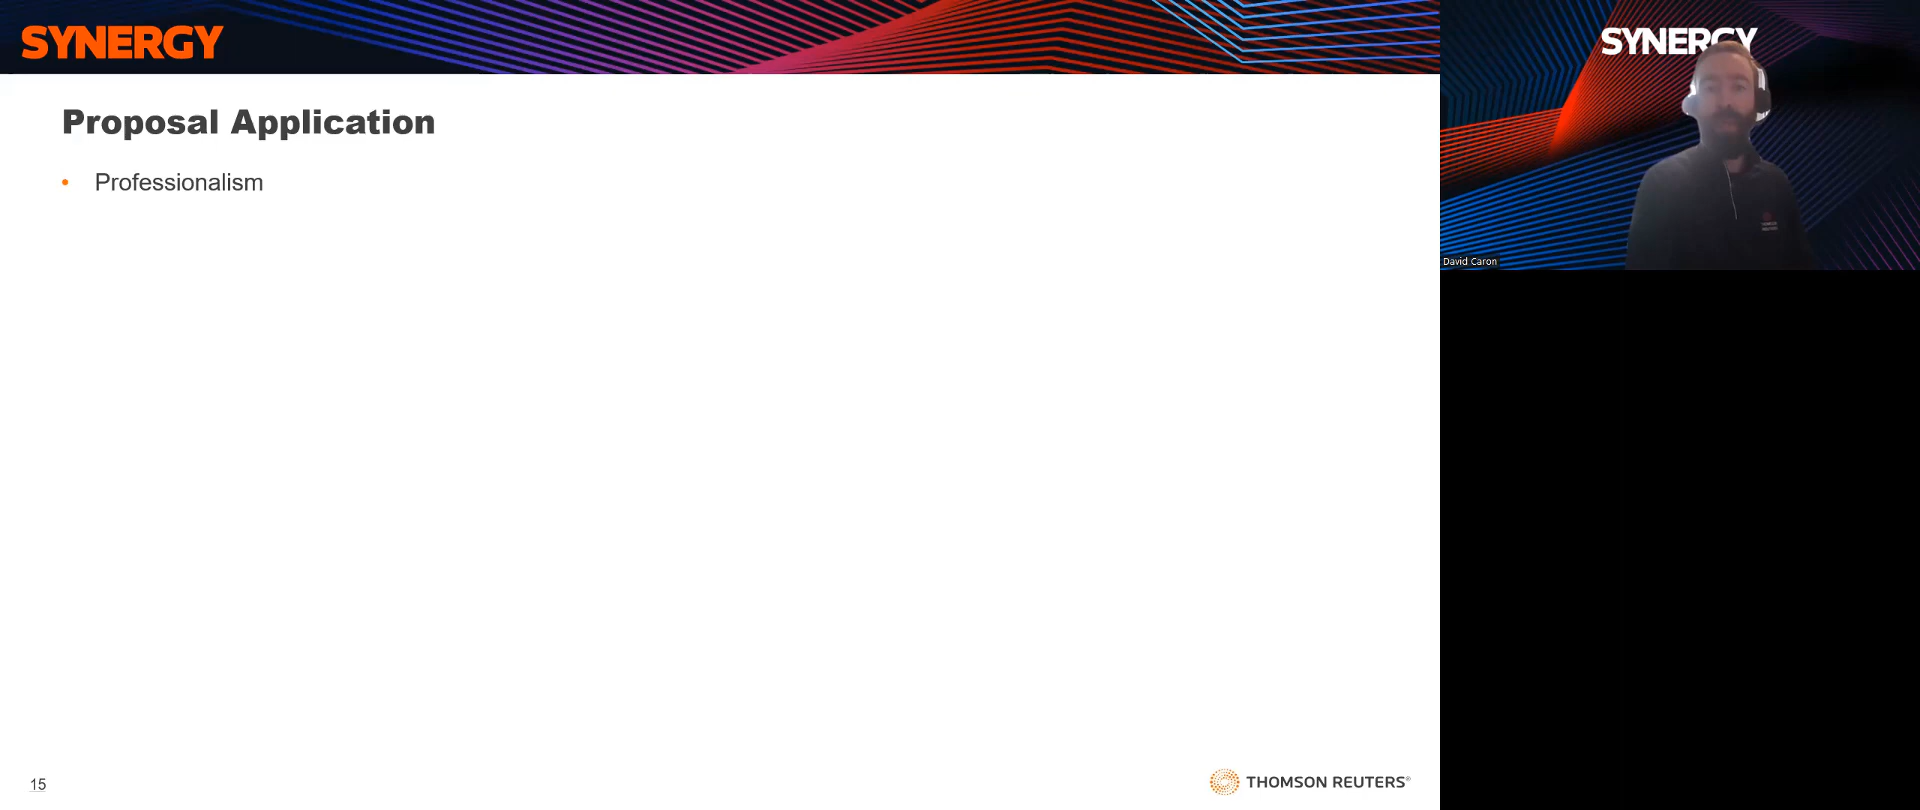 SYNERGY
Proposal Application
• Professionalism
15
THOMSON REUTERS®
SYNERGY
David Caron